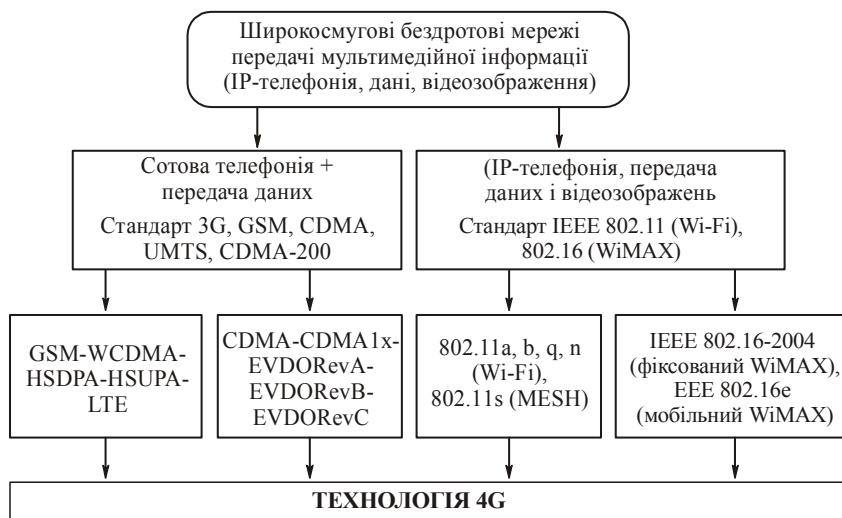 Широкосмугові бездротові мережі
передачі мультимедійної інформації
(IP-телефонія, дані, відеозображення)
Сотова телефонія +
передача даних
Стандарт 3G, GSM, CDMA,
UMTS, CDMA-200
(IP-телефонія, передача
даних і відеозображень
Стандарт IEEE 802.11 (Wi-Fi),
802.16 (WiMAX)
GSM-WCDMA-
HSDPA-HSUPA-
LTE
CDMA-CDMA1x-
EVDORevA-
EVDORevB-
EVDORevC
802.11a, b, q, n
(Wi-Fi),
802.11s (MESH)
IEEE 802.16-2004
(фіксований WiMAX),
EEE 802.16e
(мобільний WiMAX)
ТЕХНОЛОГІЯ 4G